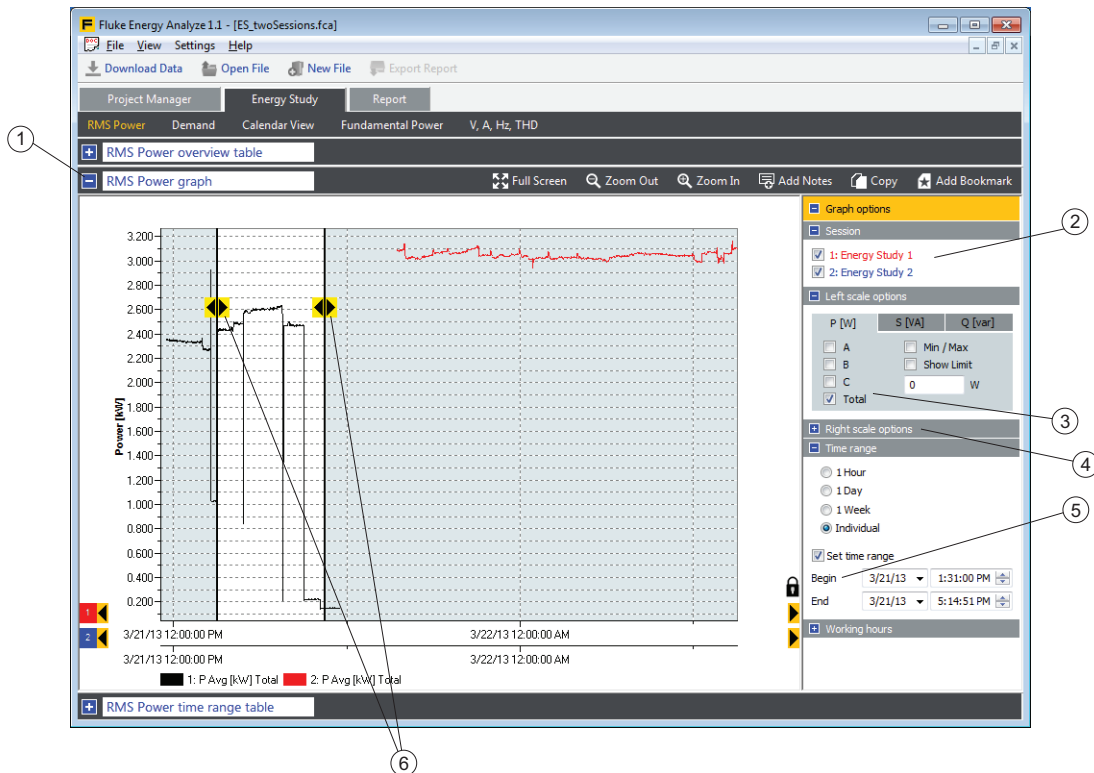 Fluke Energy Analyze 1.1 - [ES_twoSessions.fca]
File View Settings Help
Download Data Open File New File Export Report
Project Manager Energy Study Report
RMS Power Demand Calendar View Fundamental Power V, A, Hz, THD
RMS Power overview table
1
RMS Power graph Full Screen Zoom Out Zoom In Add Notes Copy Add Bookmark
Graph options
Session
1: Energy Study 1
2: Energy Study 2
2
Left scale options
P [W] S [VA] Q [var]
A Min / Max
B Show Limit
C 0 W
Total
3
Right scale options
4
Time range
1 Hour
1 Day
1 Week
Individual
5
Set time range
Begin 3/21/13 1:31:00 PM
End 3/21/13 5:14:51 PM
Working hours
Power [kW]
3.200
3.000
2.600
2.400
2.200
2.000
1.800
1.600
1.400
1.200
1.000
0.800
0.600
0.400
0.200
1
2
3/21/13 12:00:00 PM 3/22/13 12:00:00 AM
3/21/13 12:00:00 PM 3/22/13 12:00:00 AM
1: P Avg [kW] Total 2: P Avg [kW] Total
RMS Power time range table
6